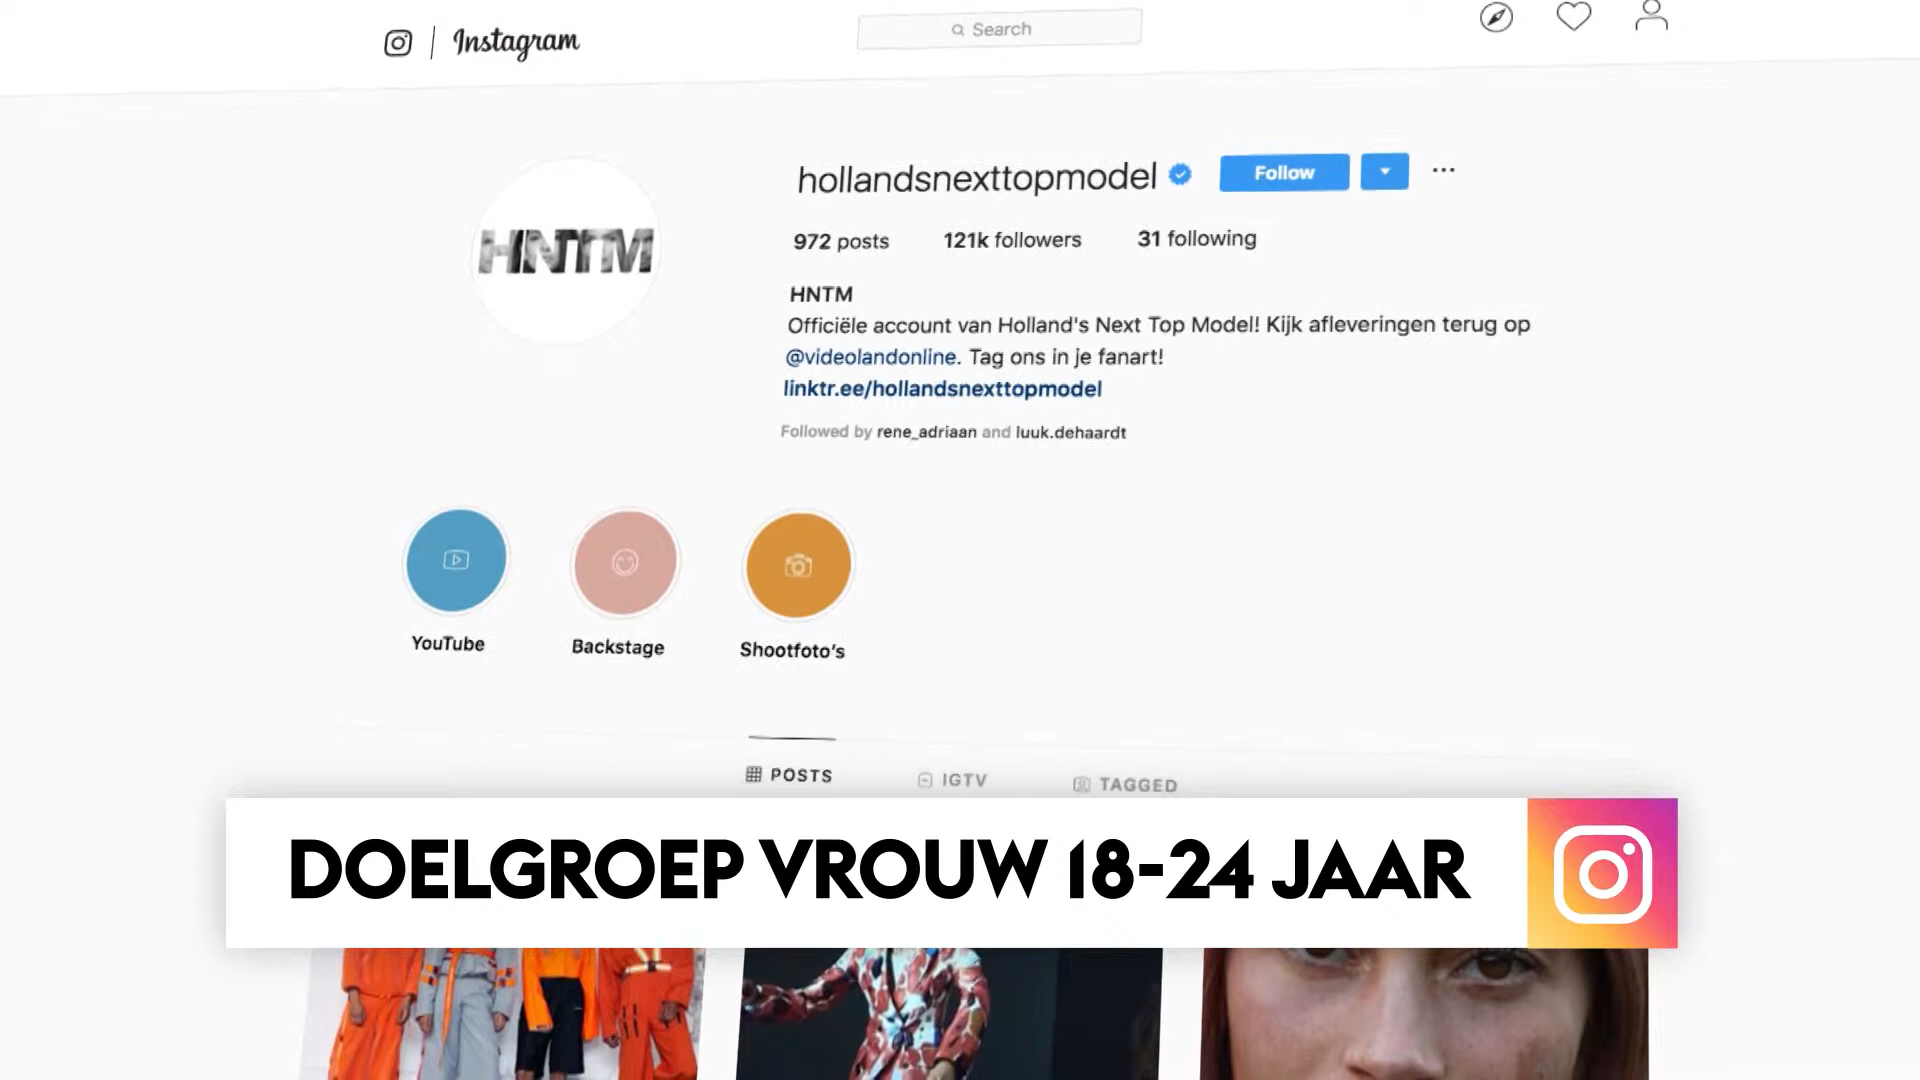 Instagram
Search
hollandsnexttopmodel
Follow
972 posts 121k followers 31 following
HNTM
HNTM
Officiële account van Holland's Next Top Model! Kijk afleveringen terug op
@videolandonline. Tag ons in je fanart!
linktr.ee/hollandsnexttopmodel
Followed by rene_adriaan and luuk.dehaardt
YouTube Backstage Shootfoto's
POSTS IGTV TAGGED
DOELGROEP VROUW 18-24 JAAR